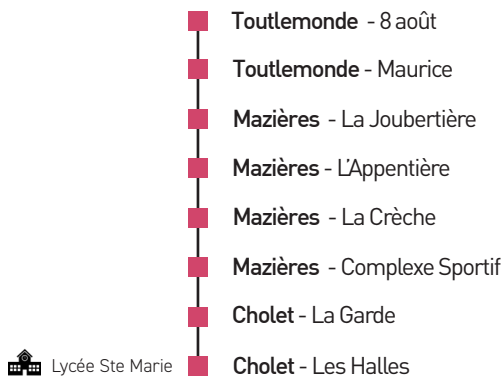 Toutlemonde - 8 août
Toutlemonde - Maurice
Mazières - La Joubertière
Mazières - L'Appentière
Mazières - La Crèche
Mazières - Complexe Sportif
Cholet - La Garde
Lycée Ste Marie Cholet - Les Halles